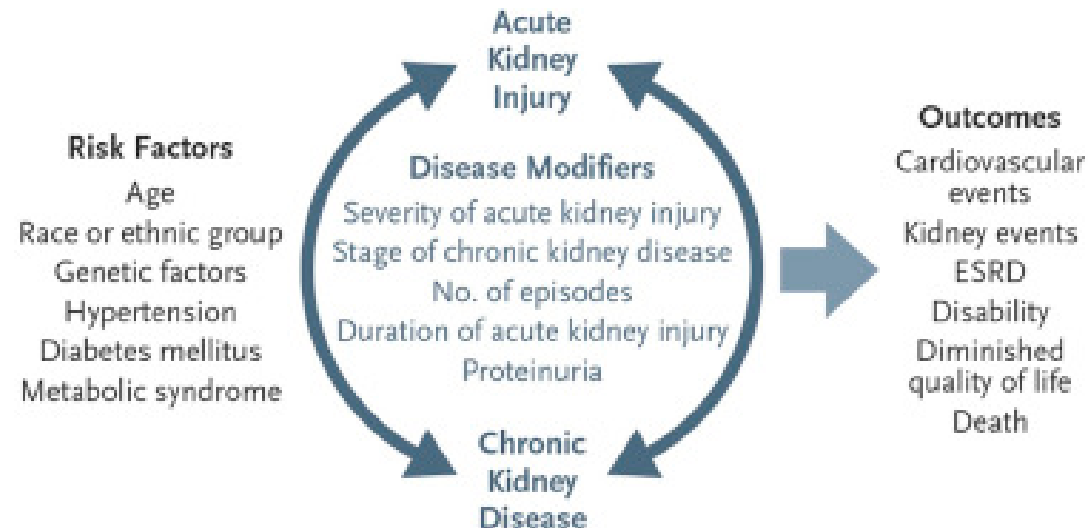 Acute
Kidney
Injury
Risk Factors
Age
Race or ethnic group
Genetic factors
Hypertension
Diabetes mellitus
Metabolic syndrome
Disease Modifiers
Severity of acute kidney injury
Stage of chronic kidney disease
No. of episodes
Duration of acute kidney injury
Proteinuria
Chronic
Kidney
Disease
Outcomes
Cardiovascular
events
Kidney events
ESRD
Disability
Diminished
quality of life
Death